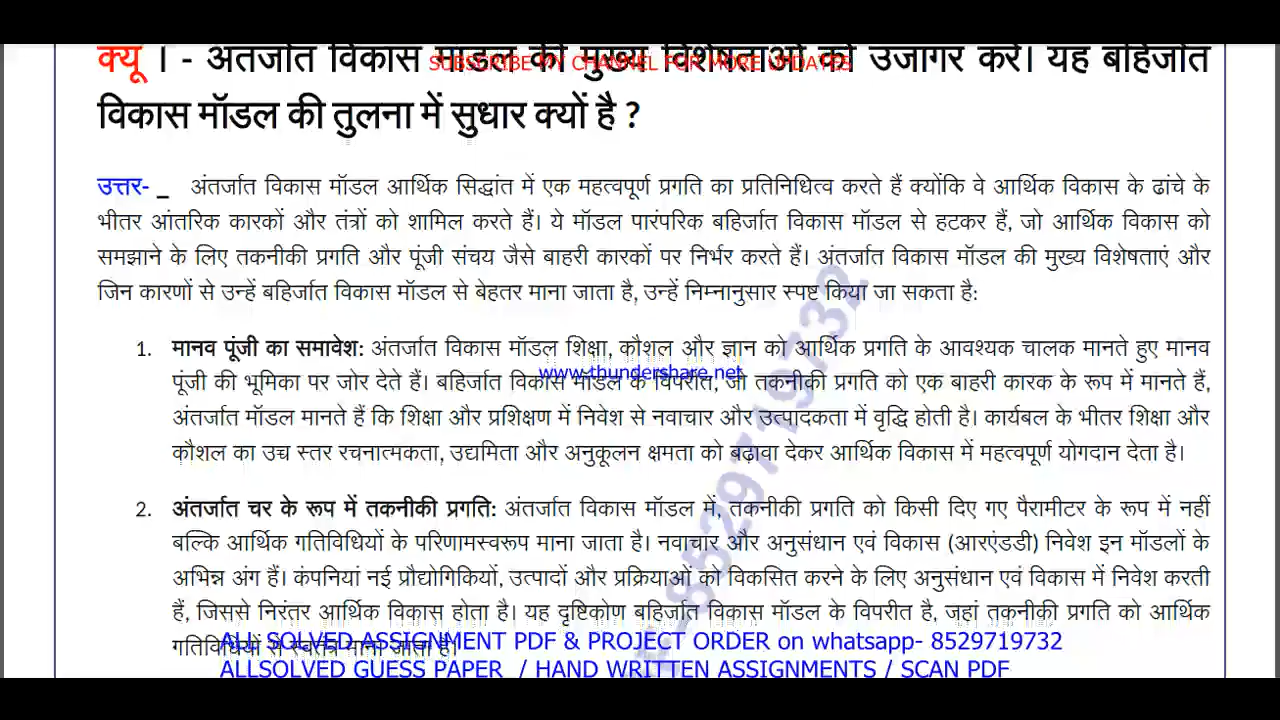 क्यू । - अंतर्जात विकास मॉडल की मुख्य विशेषताओं को उजागर करें। यह बहिर्जात
SUBSCRIBE MY CHANNEL FOR MORE UPDATES
विकास मॉडल की तुलना में सुधार क्यों है ?
उत्तर- _ अंतर्जात विकास मॉडल आर्थिक सिद्धांत में एक महत्वपूर्ण प्रगति का प्रतिनिधित्व करते हैं क्योंकि वे आर्थिक विकास के ढांचे के
भीतर आंतरिक कारकों और तंत्रों को शामिल करते हैं। ये मॉडल पारंपरिक बहिर्जात विकास मॉडल से हटकर हैं, जो आर्थिक विकास को
समझाने के लिए तकनीकी प्रगति और पूंजी संचय जैसे बाहरी कारकों पर निर्भर करते हैं। अंतर्जात विकास मॉडल की मुख्य विशेषताएं और
जिन कारणों से उन्हें बहिर्जात विकास मॉडल से बेहतर माना जाता है, उन्हें निम्नानुसार स्पष्ट किया जा सकता है:
1. मानव पूंजी का समावेश: अंतर्जात विकास मॉडल शिक्षा, कौशल और ज्ञान को आर्थिक प्रगति के आवश्यक चालक मानते हुए मानव
www.thundershare.net
पूंजी की भूमिका पर जोर देते हैं। बहिर्जात विकास मॉडल के विपरीत, जो तकनीकी प्रगति को एक बाहरी कारक के रूप में मानते हैं,
अंतर्जात मॉडल मानते हैं कि शिक्षा और प्रशिक्षण में निवेश से नवाचार और उत्पादकता में वृद्धि होती है। कार्यबल के भीतर शिक्षा और
कौशल का उच्च स्तर रचनात्मकता, उद्यमिता और अनुकूलन क्षमता को बढ़ावा देकर आर्थिक विकास में महत्वपूर्ण योगदान देता है।
2. अंतर्जात चर के रूप में तकनीकी प्रगति: अंतर्जात विकास मॉडल में, तकनीकी प्रगति को किसी दिए गए पैरामीटर के रूप में नहीं
बल्कि आर्थिक गतिविधियों के परिणामस्वरूप माना जाता है। नवाचार और अनुसंधान एवं विकास (आरएंडडी) निवेश इन मॉडलों के
अभिन्न अंग हैं। कंपनियां नई प्रौद्योगिकियों, उत्पादों और प्रक्रियाओं को विकसित करने के लिए अनुसंधान एवं विकास में निवेश करती
हैं, जिससे निरंतर आर्थिक विकास होता है। यह दृष्टिकोण बहिर्जात विकास मॉडल के विपरीत है, जहां तकनीकी प्रगति को आर्थिक
गतिविधियों से स्वतंत्र माना जाता है।
ALL SOLVED ASSIGNMENT PDF & PROJECT ORDER on whatsapp- 8529719732
ALLSOLVED GUESS PAPER / HAND WRITTEN ASSIGNMENTS / SCAN PDF
-8529719732